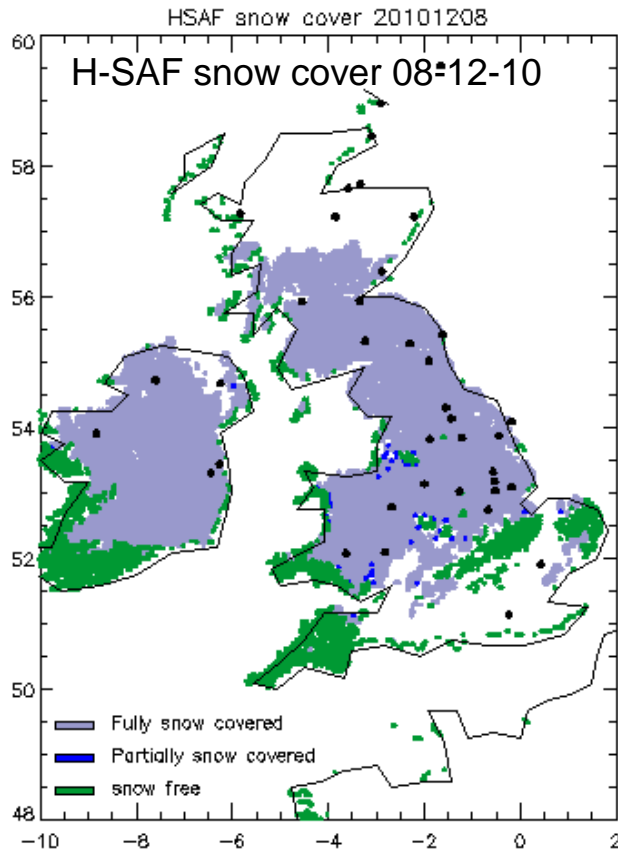 HSAF snow cover 20101208
H-SAF snow cover 08-12-10
60
58
56
54
52
50
48
Fully snow covered
Partially snow covered
snow free
-10 -8 -6 -4 -2 0 2